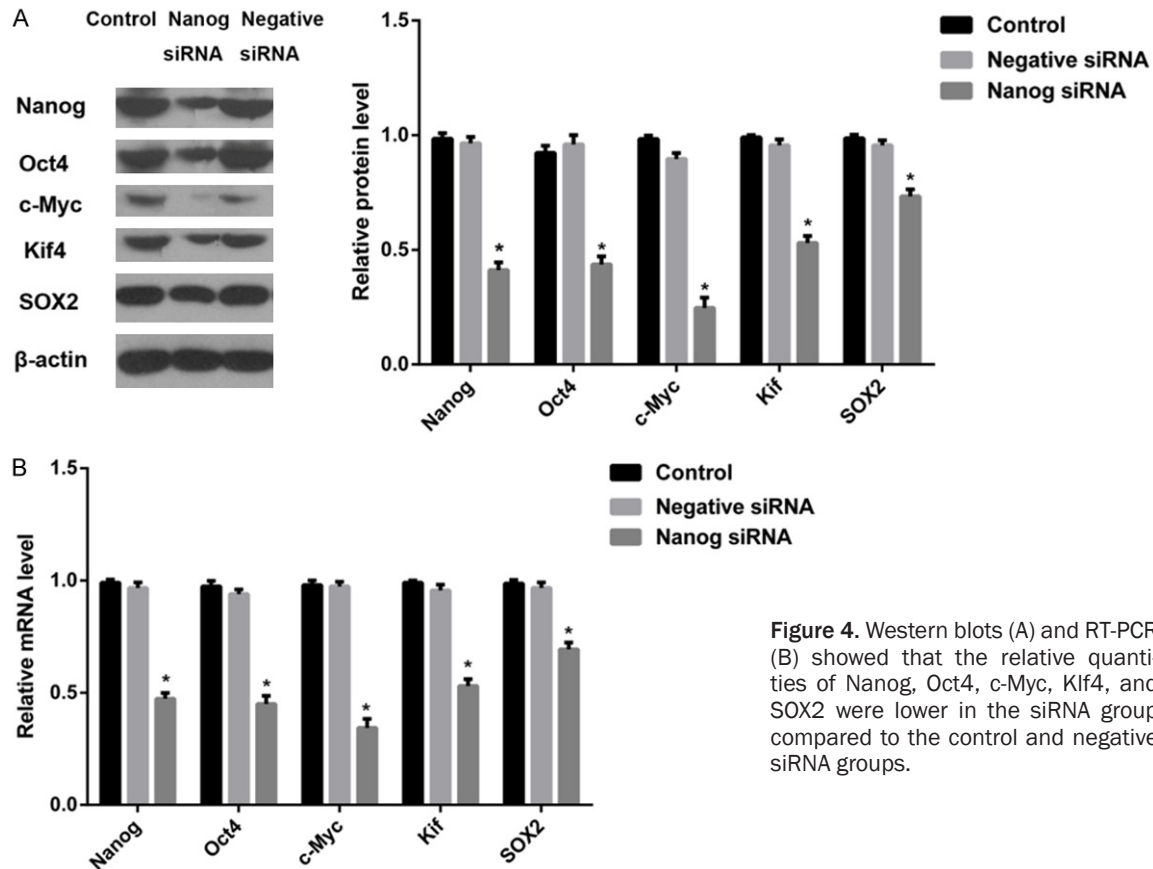 A
Control Nanog Negative
siRNA siRNA
Nanog
Oct4
c-Myc
Kif4
SOX2
β-actin
Relative protein level
1.5
1.0
0.5
0.0
*
*
*
*
*
Nanog
Oct4
c-Myc
Kif
SOX2
Control
Negative siRNA
Nanog siRNA
B
Relative mRNA level
1.5
1.0
0.5
0.0
*
*
*
*
*
Nanog
Oct4
c-Myc
Kif
SOX2
Control
Negative siRNA
Nanog siRNA
Figure 4. Western blots (A) and RT-PCR
(B) showed that the relative quanti-
ties of Nanog, Oct4, c-Myc, Klf4, and
SOX2 were lower in the siRNA group
compared to the control and negative
siRNA groups.